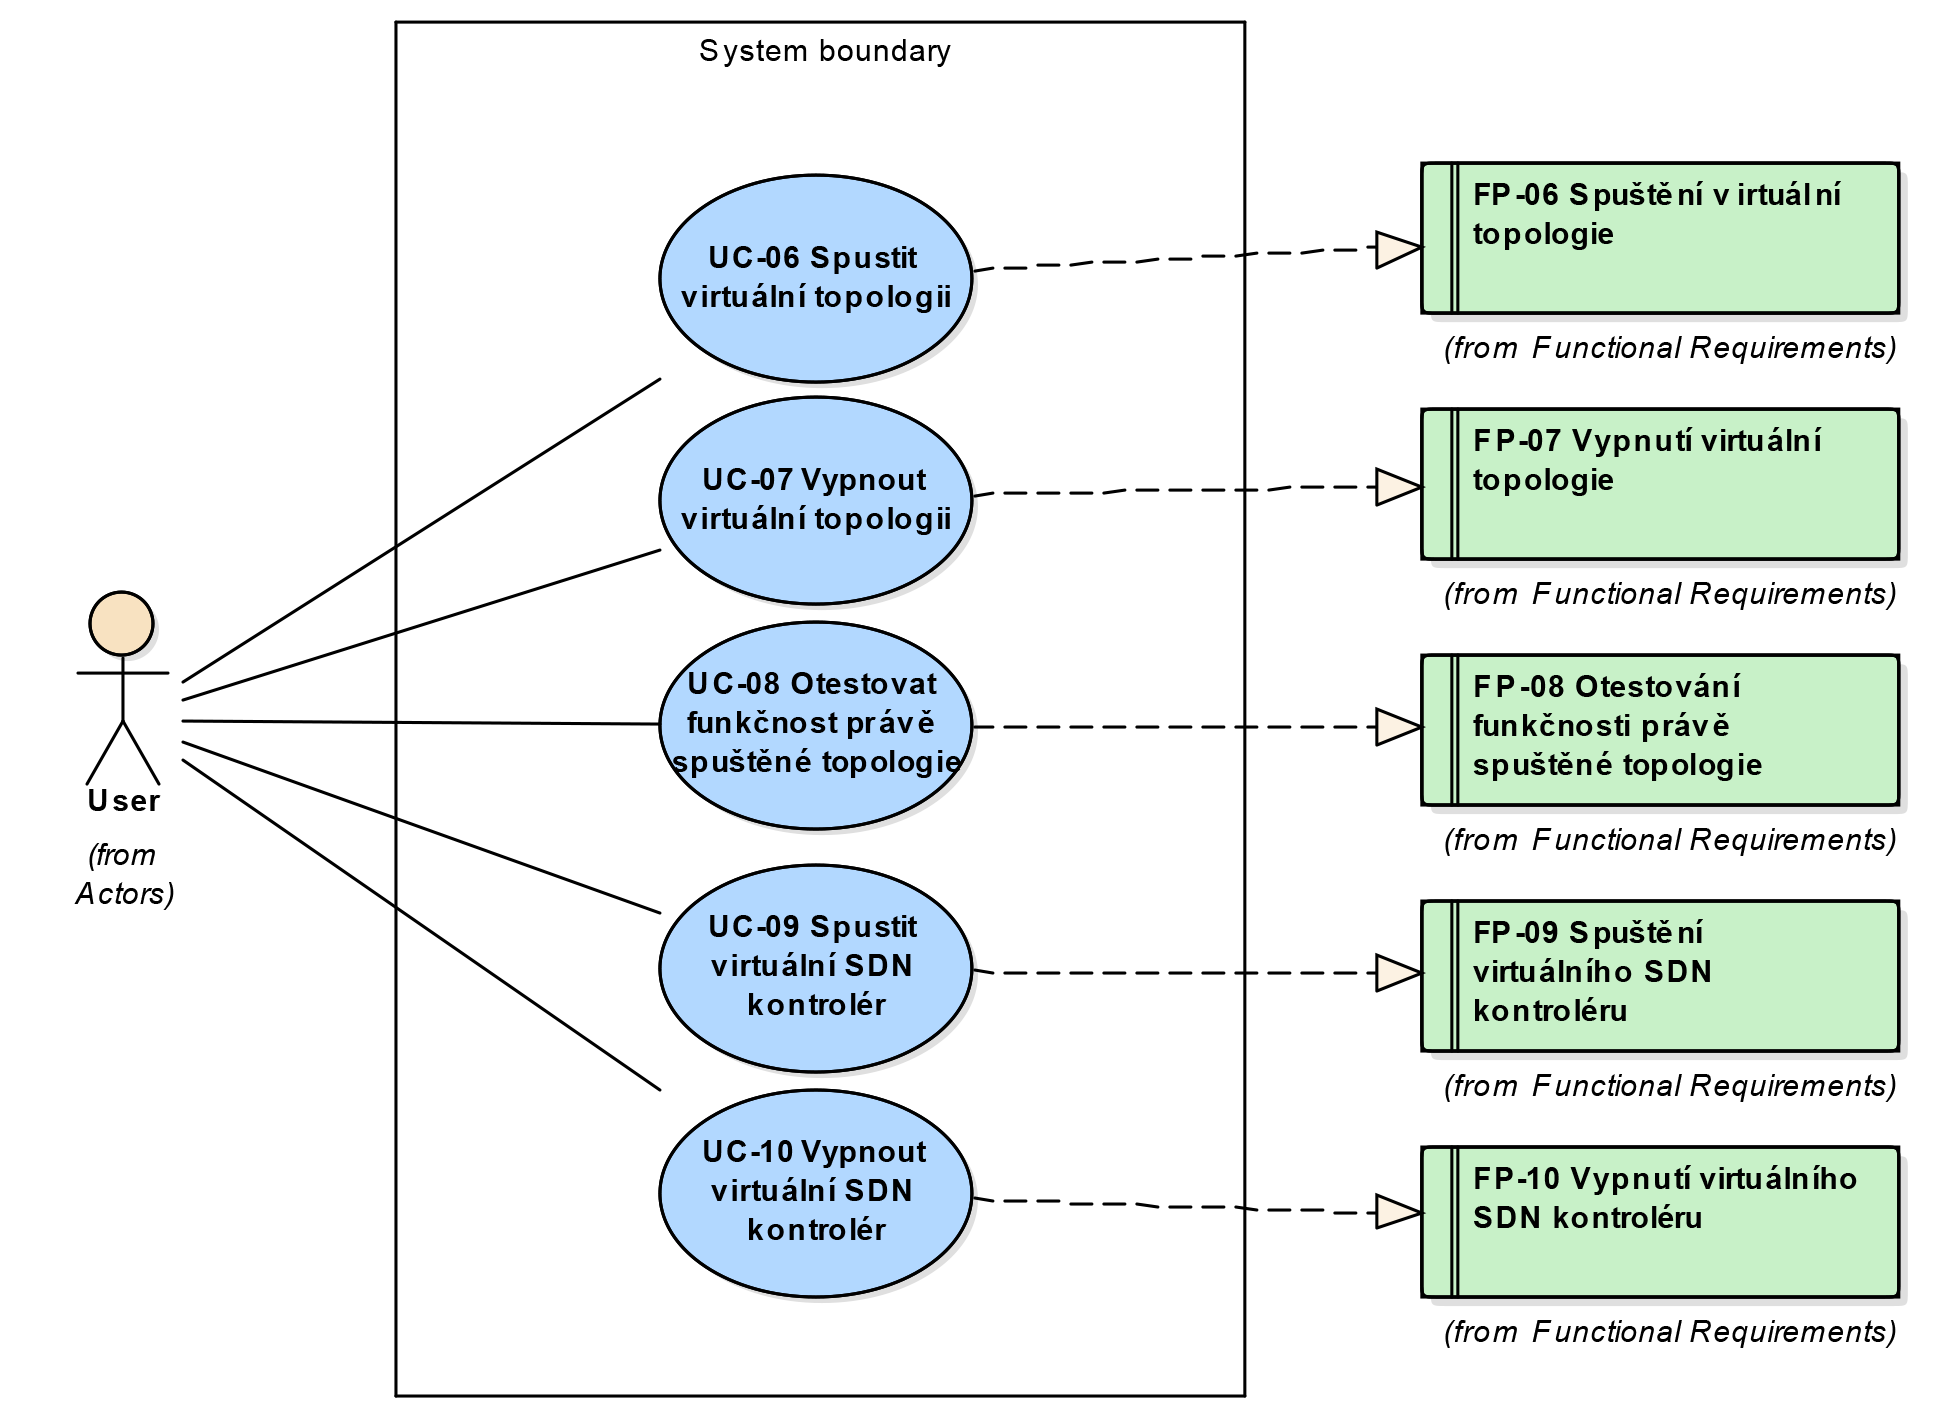 System boundary
UC-06 Spustit
virtuální topologii
FP-06 Spuštění virtuální
topologie
(from Functional Requirements)
UC-07 Vypnout
virtuální topologii
FP-07 Vypnutí virtuální
topologie
(from Functional Requirements)
User
(from
Actors)
UC-08 Otestovat
funkčnost právě
spuštěné topologie
FP-08 Otestování
funkčnosti právě
spuštěné topologie
(from Functional Requirements)
UC-09 Spustit
virtuální SDN
kontrolér
FP-09 Spuštění
virtuálního SDN
kontroléru
(from Functional Requirements)
UC-10 Vypnout
virtuální SDN
kontrolér
FP-10 Vypnutí virtuálního
SDN kontroléru
(from Functional Requirements)